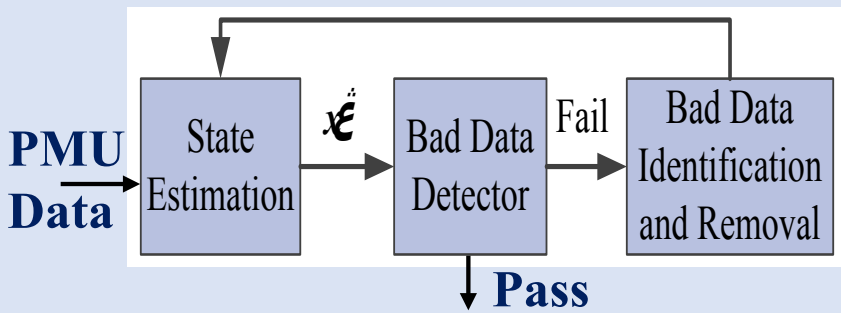 PMU
Data
State
Estimation
Bad Data
Detector
Fail
Bad Data
Identification
and Removal
Pass